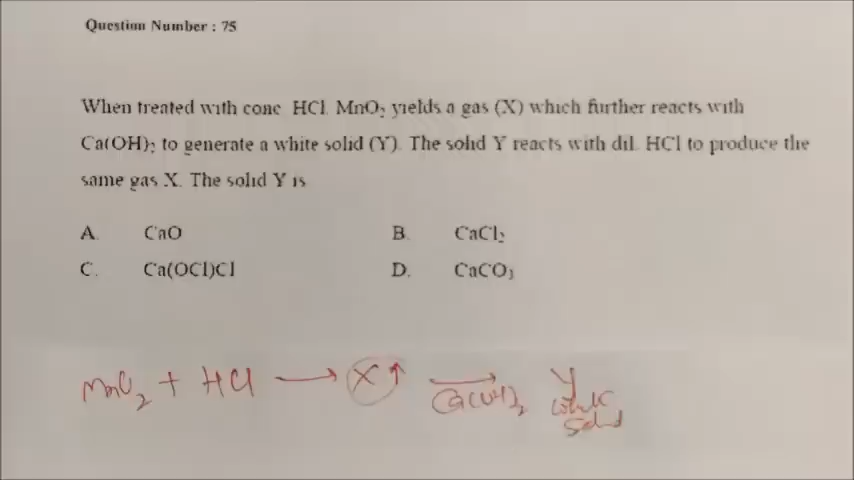 Question Number : 75
When treated with conc HCl. MnO₂ yields a gas (X) which further reacts with
Ca(OH)₂ to generate a white solid (Y). The solid Y reacts with dil. HCl to produce the
same gas X. The solid Y is
A. CaO B. CaCl₂
C. Ca(OCl)Cl D. CaCO₃
MnO₂ + HCl ⟶ X ↑ ⟶ Y
Ca(OH)₂ white
solid